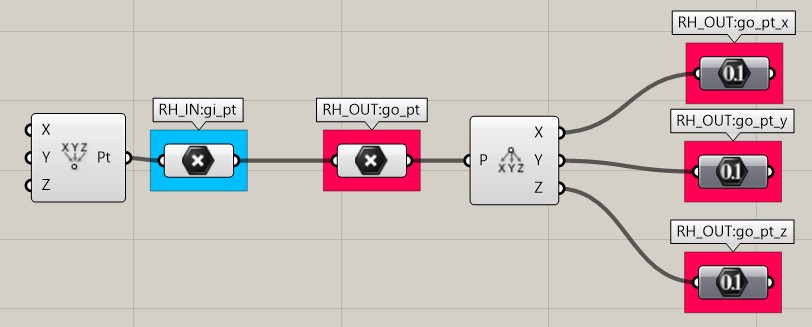 RH_OUT:go_pt_x
RH_IN:gi_pt
RH_OUT:go_pt
RH_OUT:go_pt_y
X
Y
Z
XYZ
Pt
P
XYZ
X
Y
Z
0.1
0.1
RH_OUT:go_pt_z
0.1